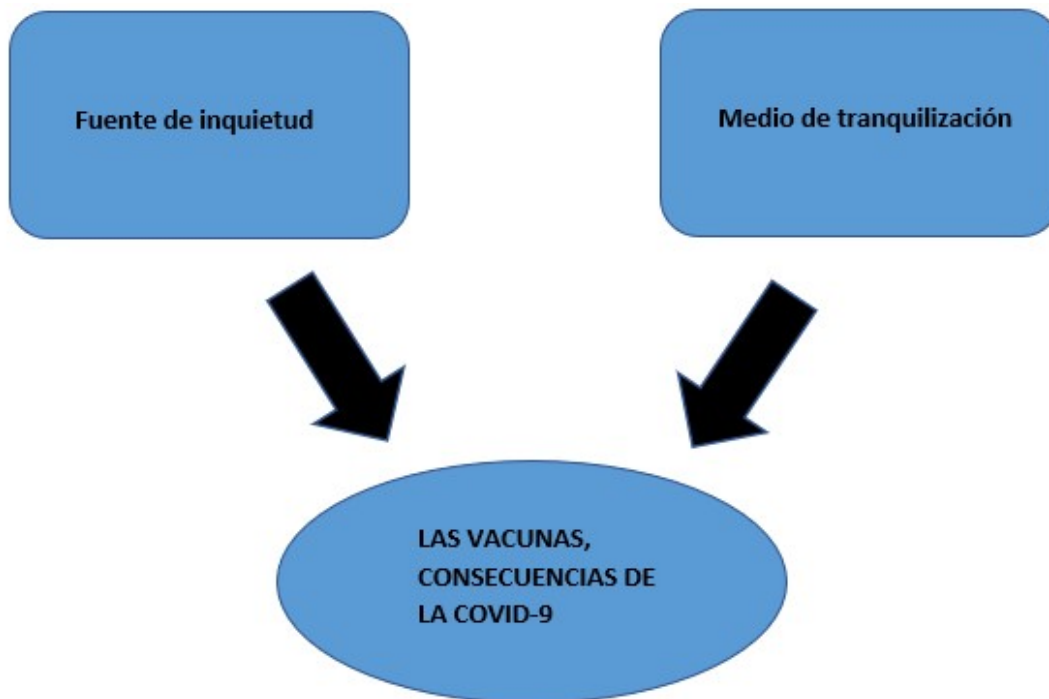 Fuente de inquietud
Medio de tranquilización
LAS VACUNAS,
CONSECUENCIAS DE
LA COVID-9